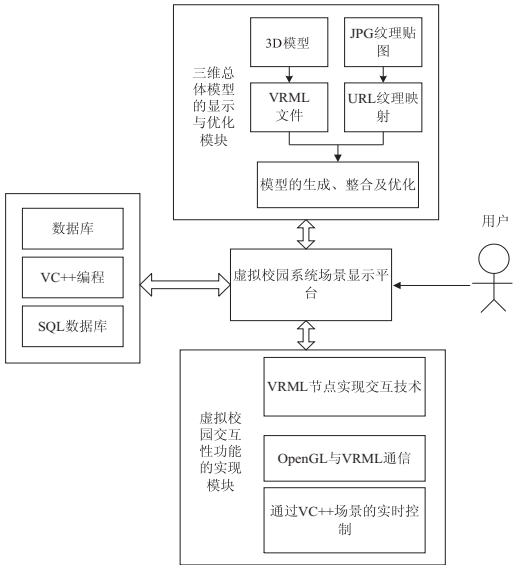 三维总
体模型
的显示
与优化
模块
3D模型
JPG纹理贴
图
VRML
文件
URL纹理映
射
模型的生成、整合及优化
数据库
VC++编程
SQL数据库
虚拟校园系统场景显示平
台
用户
虚拟校
园交互
性功能
的实现
模块
VRML节点实现交互技术
OpenGL与VRML通信
通过VC++场景的实时控
制